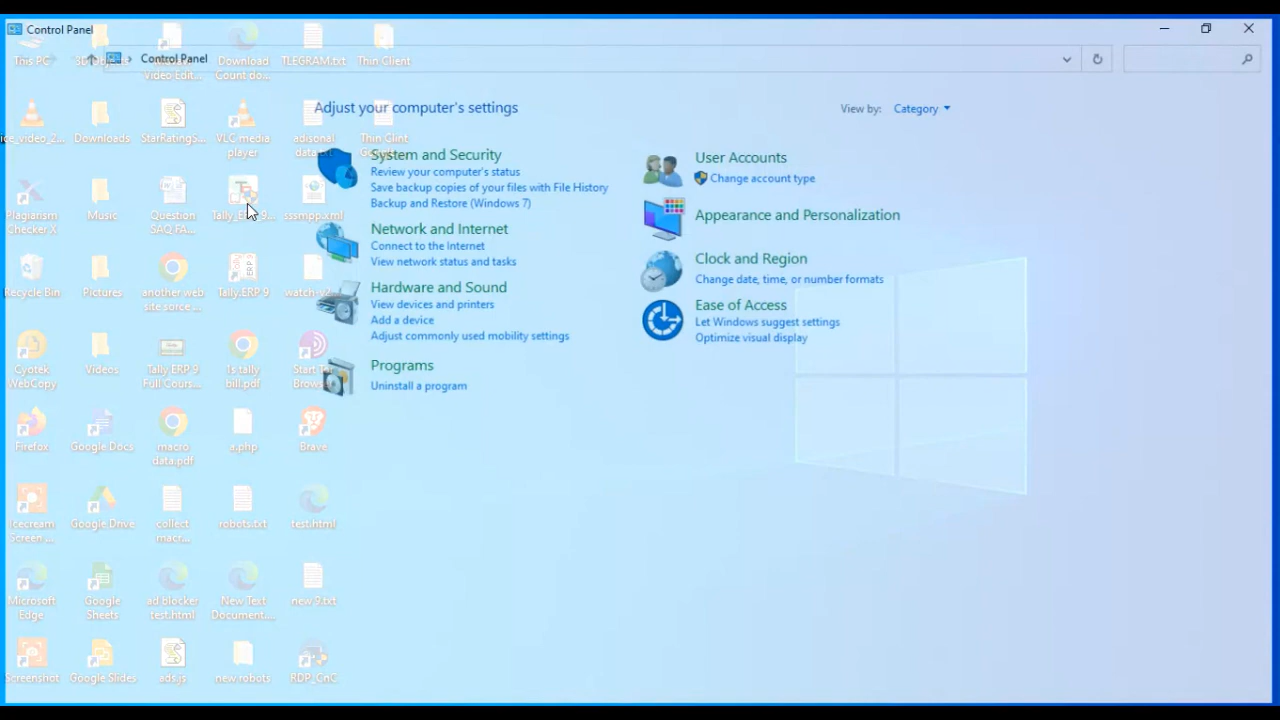 Control Panel
Control Panel
Adjust your computer's settings
View by: Category
System and Security
Review your computer's status
Save backup copies of your files with File History
Backup and Restore (Windows 7)
Network and Internet
Connect to the Internet
View network status and tasks
Hardware and Sound
View devices and printers
Add a device
Adjust commonly used mobility settings
Programs
Uninstall a program
User Accounts
Change account type
Appearance and Personalization
Clock and Region
Change date, time, or number formats
Ease of Access
Let Windows suggest settings
Optimize visual display
This PC
Video Edit...
Download
Count do...
TLEGRAM.txt
Thin Client
Downloads
StarRatingS...
VLC media
player
Thin Clint
Plagiarism
Checker X
Music
Question
SAQ FA...
Tally_ERP 9...
sssmpp.xml
Recycle Bin
Pictures
another web
site sorce ...
Tally.ERP 9
Cyotek
WebCopy
Videos
Tally ERP 9
Full Cours...
1s tally
bill.pdf
Start Tor
Brows...
Firefox
Google Docs
macro
data.pdf
a.php
Brave
Icecream
Screen ...
Google Drive
collect
macr...
robots.txt
test.html
Microsoft
Edge
Google
Sheets
ad blocker
test.html
New Text
Document....
new 9.txt
Screenshot
Google Slides
ads.js
new robots
RDP_CnC